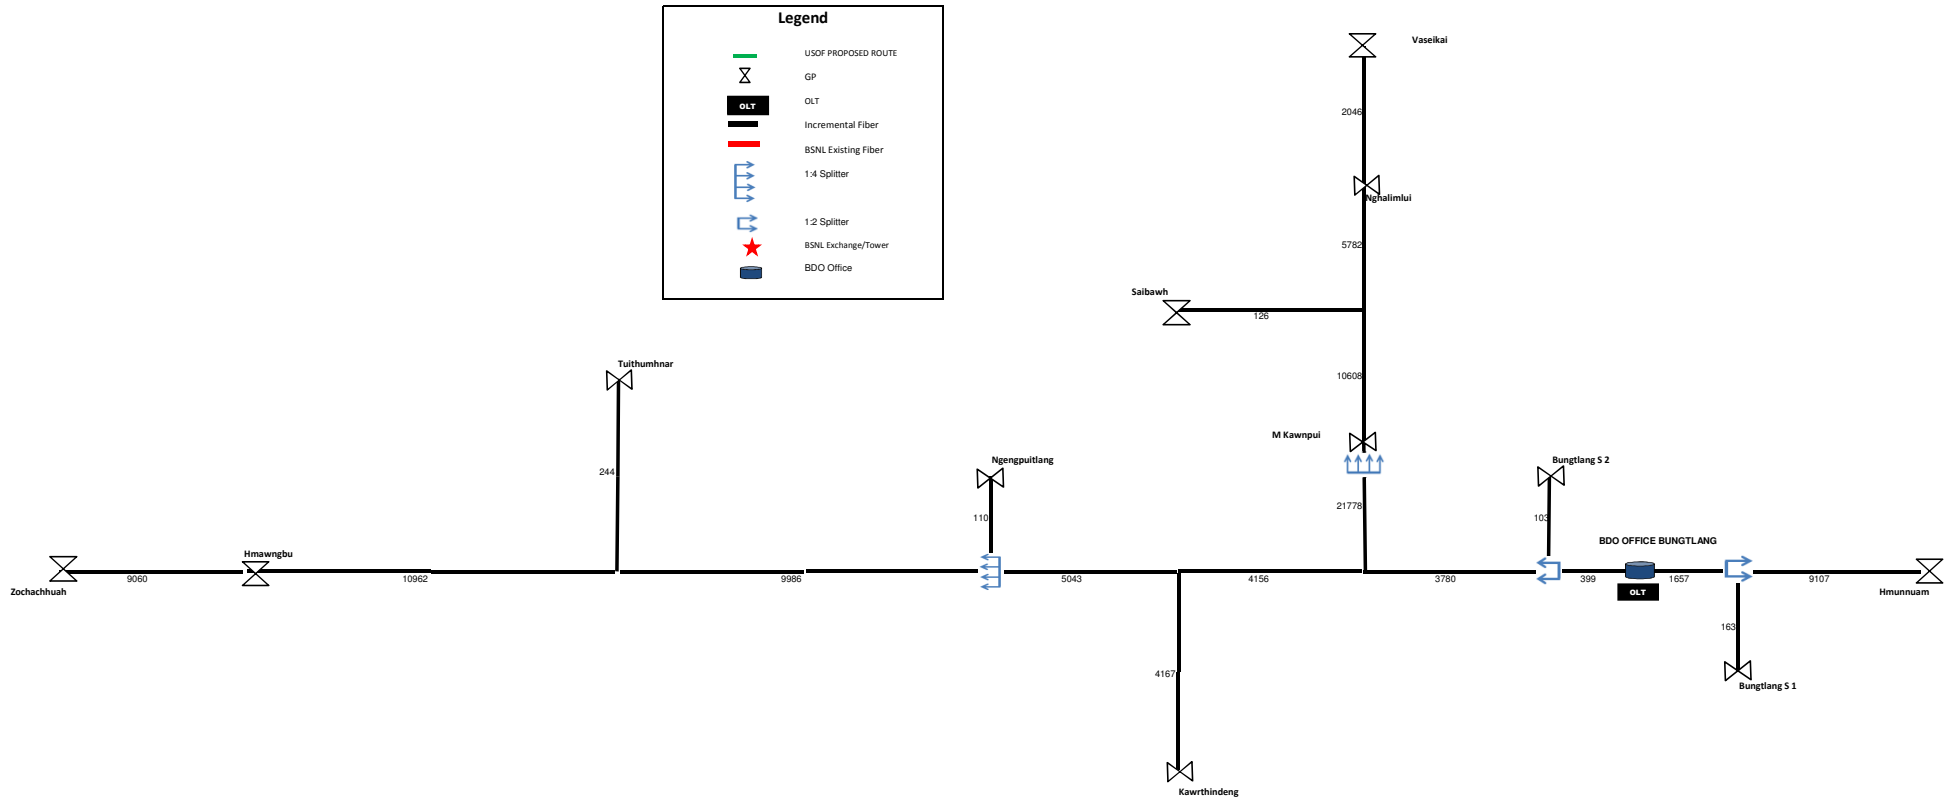 Legend
USOF PROPOSED ROUTE
GP
OLT
OLT
Incremental Fiber
BSNL Existing Fiber
1:4 Splitter
1:2 Splitter
BSNL Exchange/Tower
BDO Office
Vaseikai
2046
Nghalimlui
5782
Saibawh
126
10608
Tuithumhnar
M Kawnpui
244
Ngengpuitlang
Bungtlang S 2
110
21778
103
BDO OFFICE BUNGTLANG
Hmawngbu
9060
10962
9986
5043
4156
3780
399
1657
9107
OLT
Zochachhuah
Hmunnuam
163
4167
Bungtlang S 1
Kawrthindeng